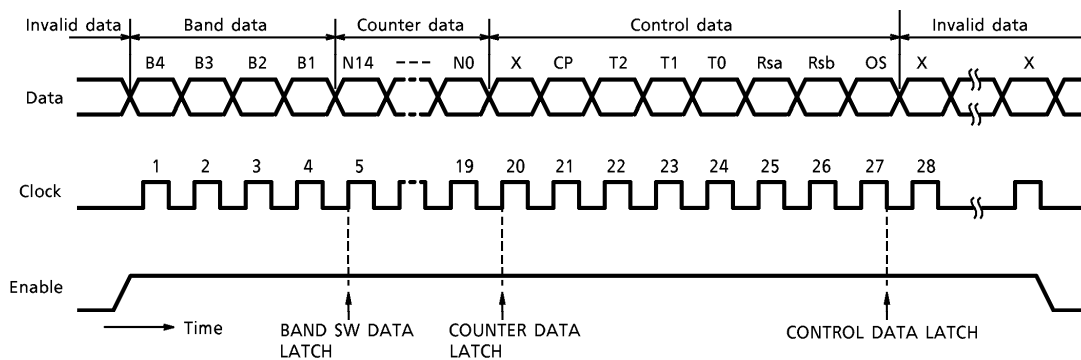 Invalid data Band data Counter data Control data Invalid data
B4 B3 B2 B1 N14 ---- N0 X CP T2 T1 T0 Rsa Rsb OS X X
Data
1 2 3 4 5 19 20 21 22 23 24 25 26 27 28
Clock
Enable
Time
BAND SW DATA LATCH
COUNTER DATA LATCH
CONTROL DATA LATCH